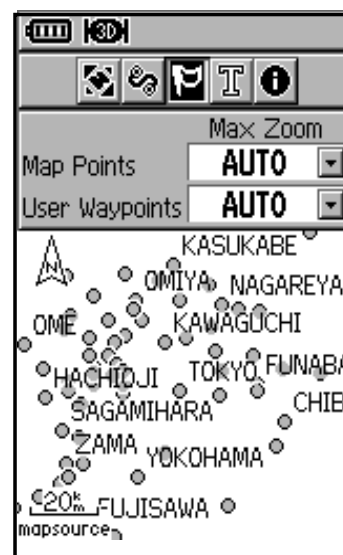 3D
T i
Max Zoom
Map Points AUTO
User Waypoints AUTO
KASUKABE
N
OMIYA NAGAREYA
OME KAWAGUCHI
HACHIOJI TOKYO FUNABA
SAGAMIHARA CHIB
ZAMA YOKOHAMA
20
FUJISAWA
mapsource